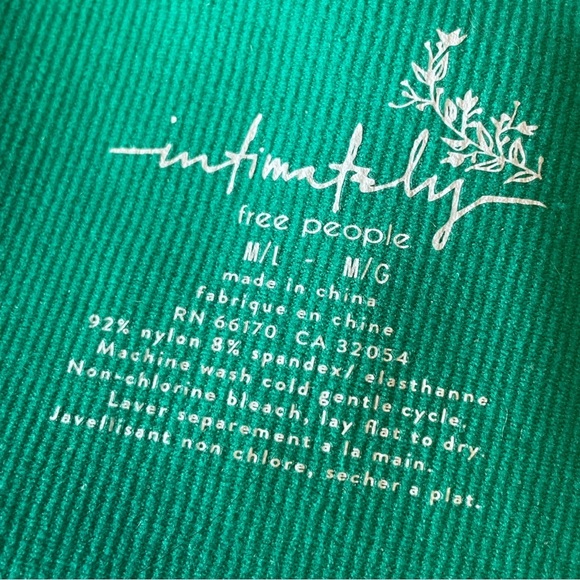 intimately
free people
M/L - M/G
made in china
fabrique en chine
RN 66170 CA 32054
92% nylon 8% spandex/ elasthanne
Machine wash cold gentle cycle.
Non-chlorine bleach, lay flat to dry.
Laver separement a la main.
Javellisant non chlore, secher a plat.